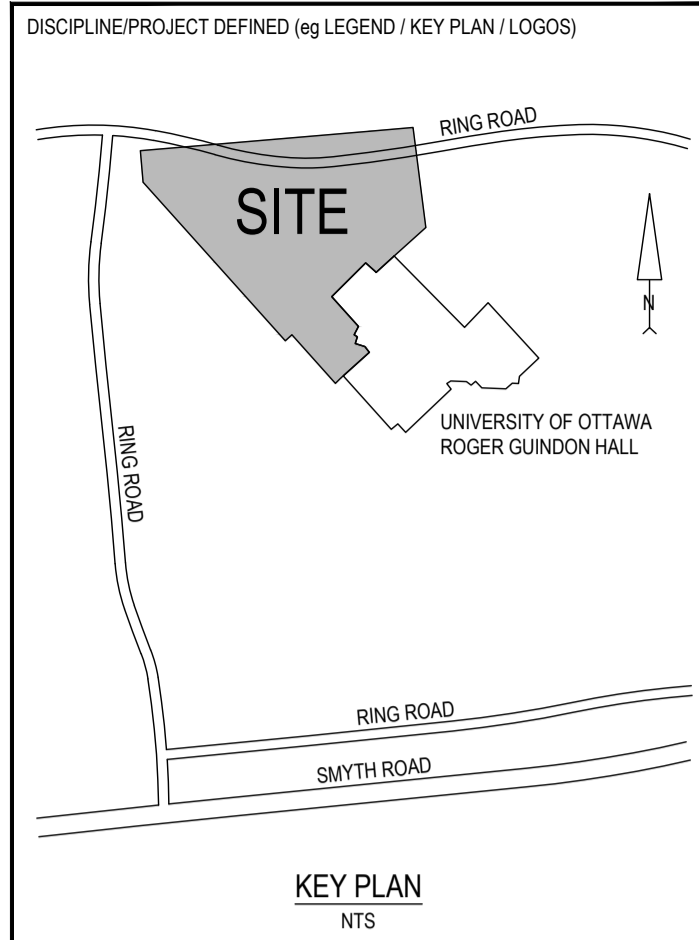 DISCIPLINE/PROJECT DEFINED (eg LEGEND / KEY PLAN / LOGOS)
RING ROAD
SITE
N
UNIVERSITY OF OTTAWA
ROGER GUINDON HALL
RING ROAD
RING ROAD
SMYTH ROAD
KEY PLAN
NTS